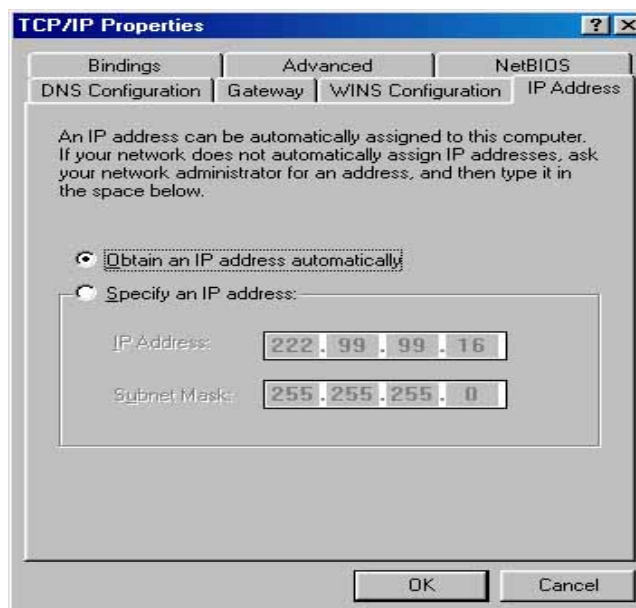 TCP/IP Properties
? ×
Bindings Advanced NetBIOS
DNS Configuration Gateway WINS Configuration IP Address
An IP address can be automatically assigned to this computer.
If your network does not automatically assign IP addresses, ask
your network administrator for an address, and then type it in
the space below.
Obtain an IP address automatically
Specify an IP address:
IP Address: 222 . 99 . 99 . 16
Subnet Mask: 255 . 255 . 255 . 0
OK Cancel